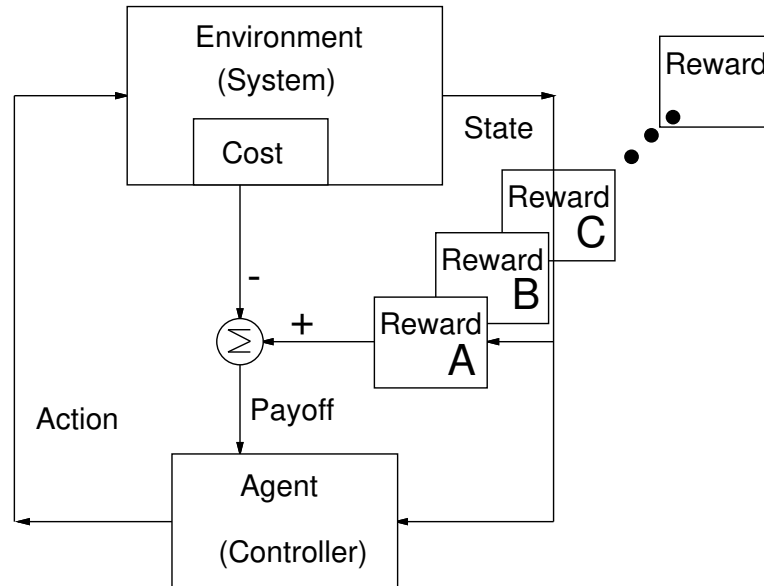 Environment
(System)
Cost
State
Reward
Reward
C
Reward
B
Reward
A
-
+
Σ
Payoff
Action
Agent
(Controller)